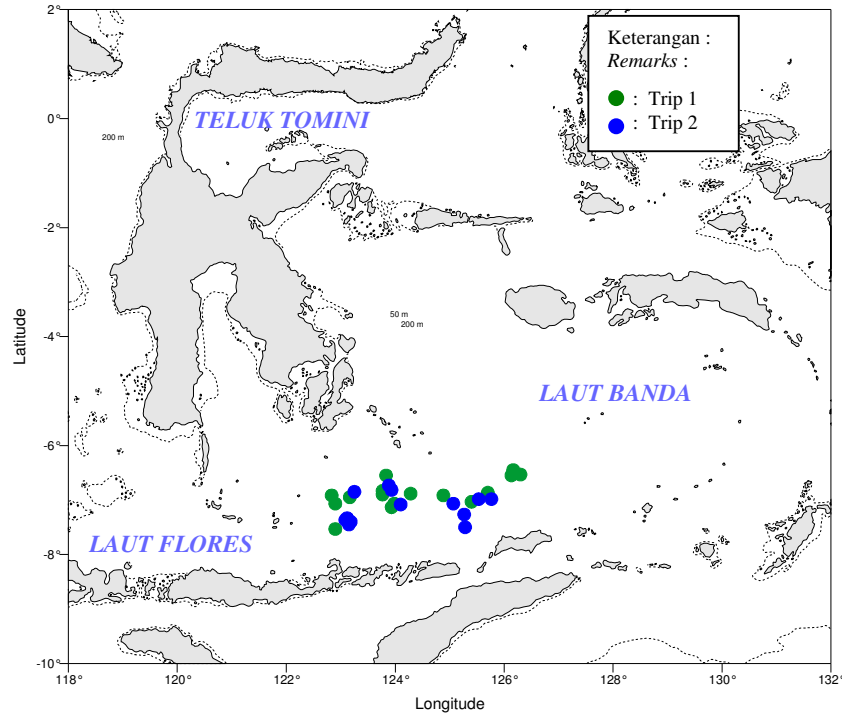 2°
0°
-2°
-4°
-6°
-8°
-10°
Latitude
Keterangan :
Remarks :
: Trip 1
: Trip 2
TELUK TOMINI
200 m
50 m
200 m
LAUT BANDA
LAUT FLORES
118°
120°
122°
124°
126°
128°
130°
132°
Longitude